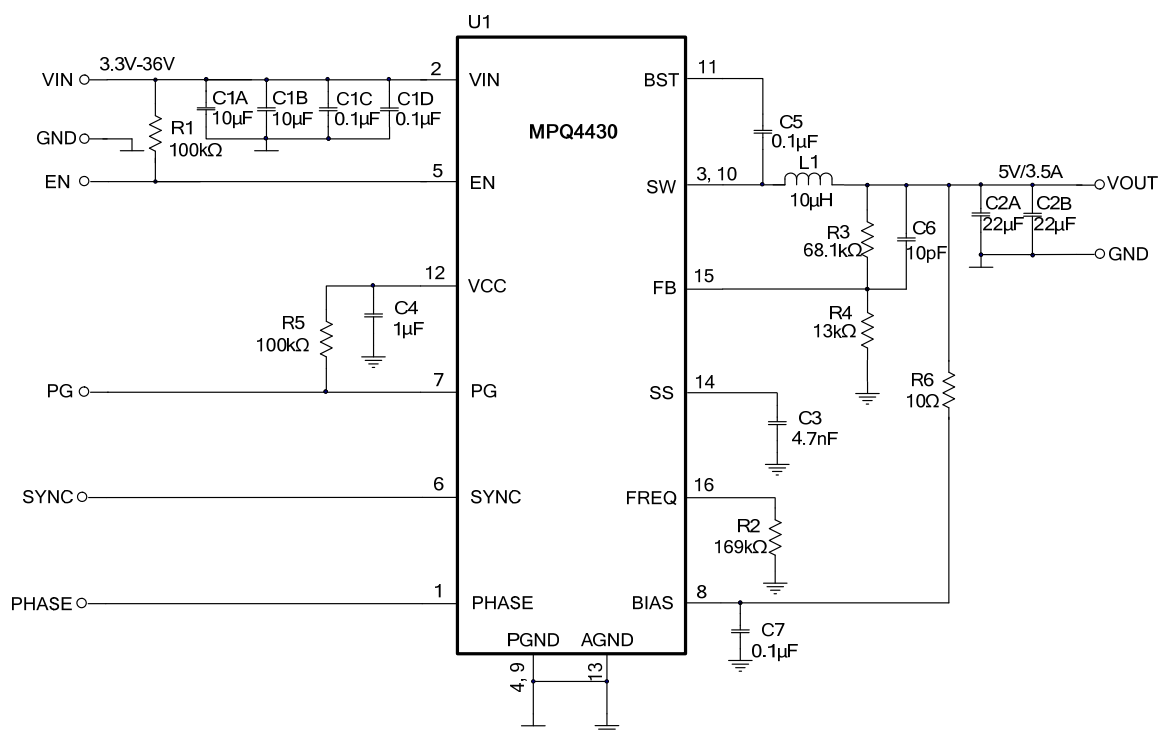 U1
VIN
3.3V-36V
2
VIN
C1A
10µF
C1B
10µF
C1C
0.1µF
C1D
0.1µF
R1
100kΩ
GND
EN
5
EN
MPQ4430
BST
11
C5
0.1µF
SW
3, 10
L1
10µH
5V/3.5A
VOUT
C2A
22µF
C2B
22µF
GND
R3
68.1kΩ
C6
10pF
FB
15
R4
13kΩ
12
VCC
C4
1µF
R5
100kΩ
PG
7
PG
SS
14
C3
4.7nF
R6
10Ω
SYNC
6
SYNC
FREQ
16
R2
169kΩ
PHASE
1
PHASE
BIAS
8
C7
0.1µF
PGND
AGND
4, 9
13